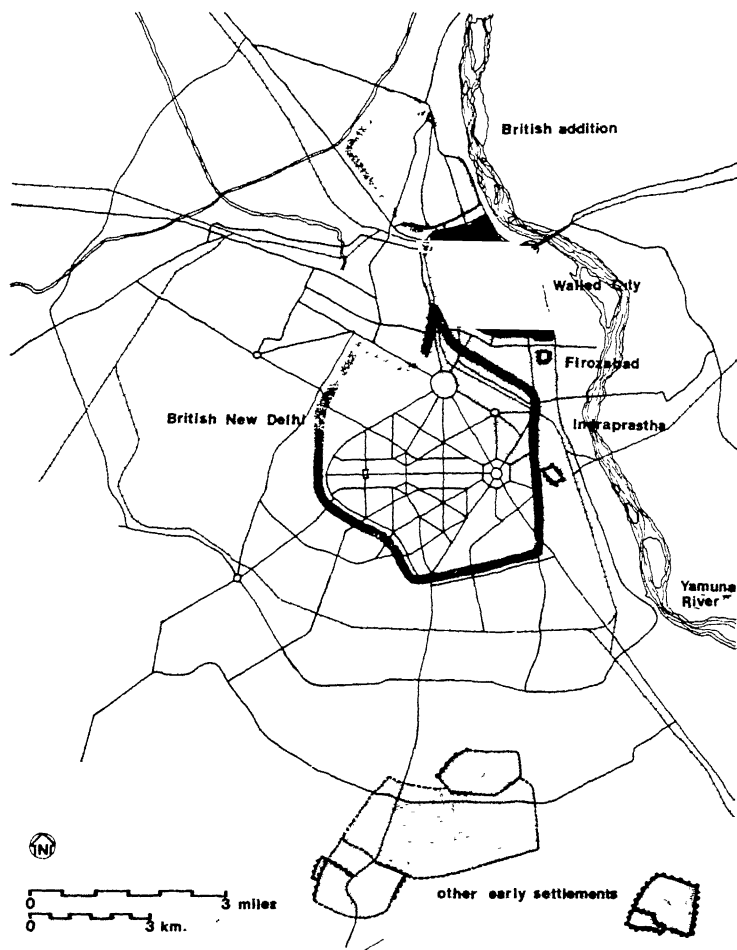 British addition
Walled City
Firozabad
British New Delhi
Indraprastha
Yamuna
River
N
0 3 miles
0 3 km.
other early settlements